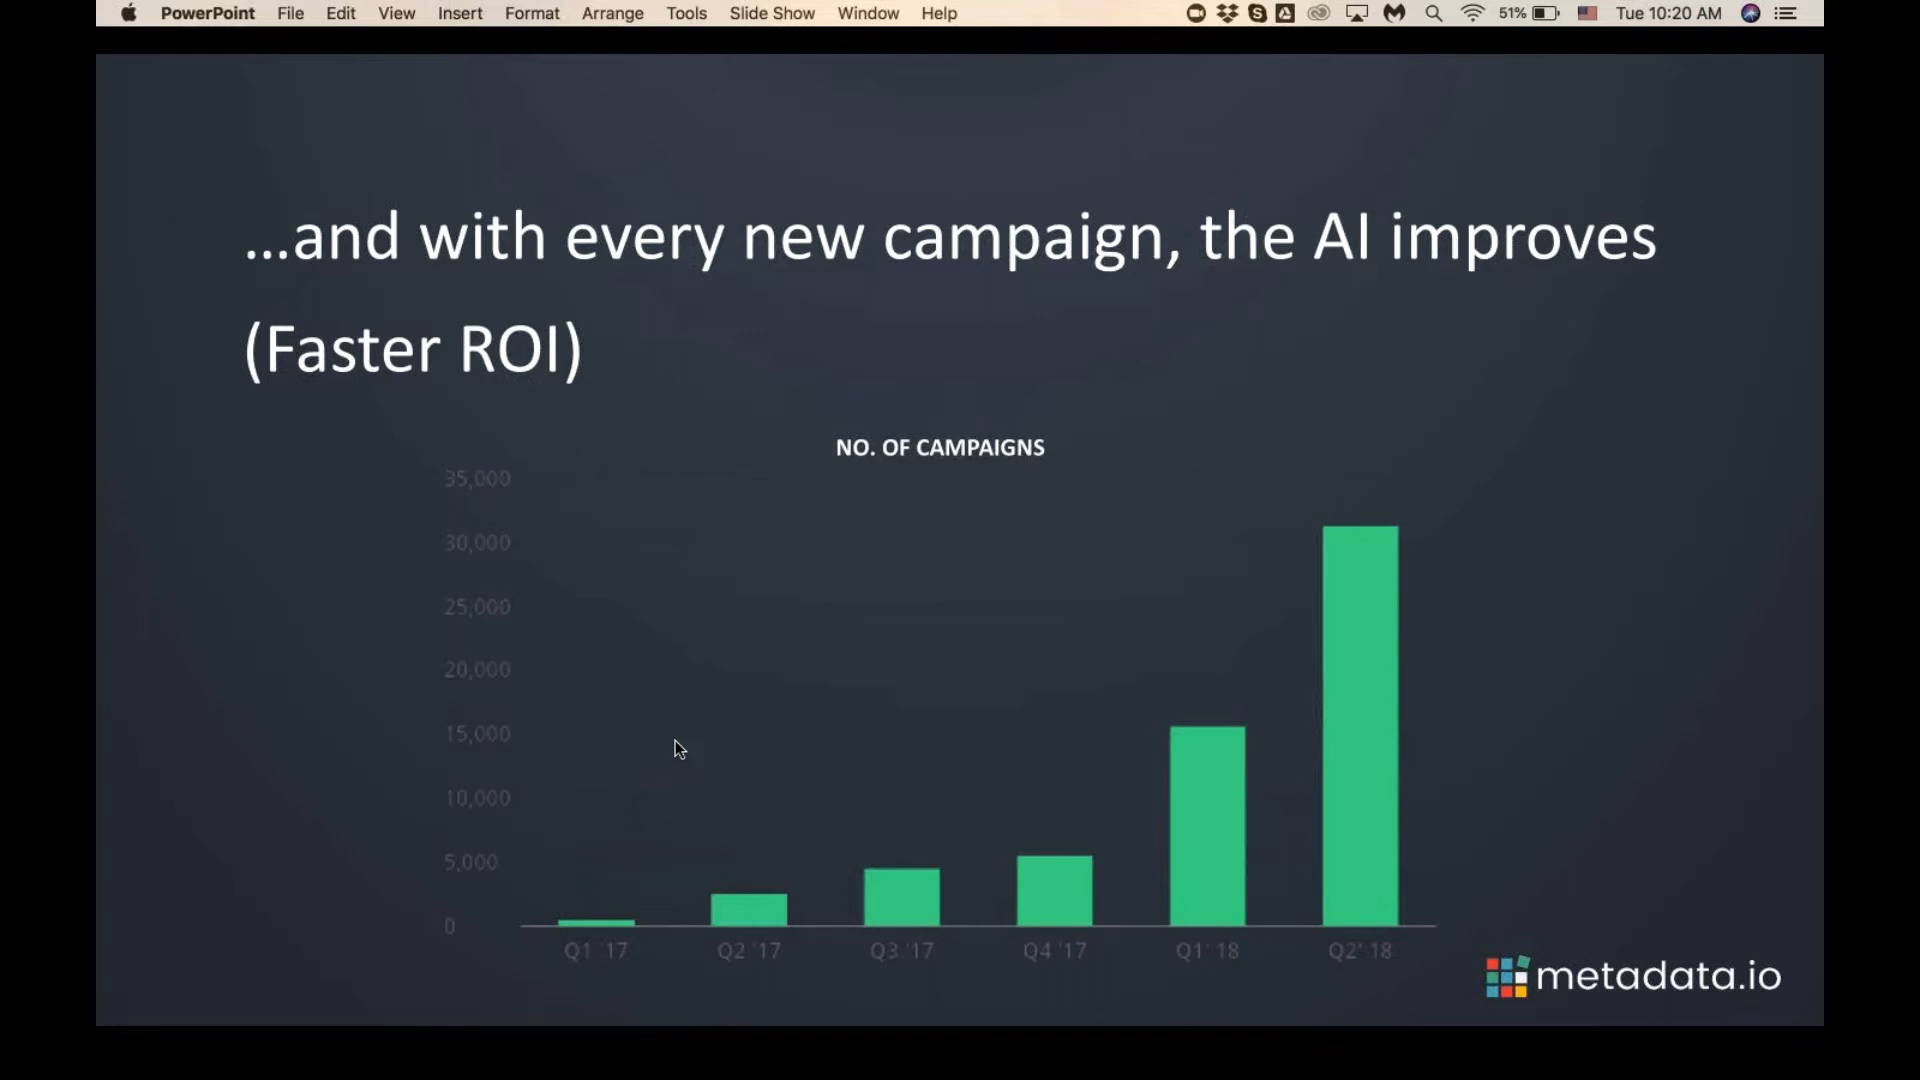 PowerPoint File Edit View Insert Format Arrange Tools Slide Show Window Help 51% Tue 10:20 AM
...and with every new campaign, the AI improves
(Faster ROI)
NO. OF CAMPAIGNS
35,000
30,000
25,000
20,000
15,000
10,000
5,000
0
Q1 '17 Q2 '17 Q3 '17 Q4 '17 Q1' 18 Q2' 18
metadata.io